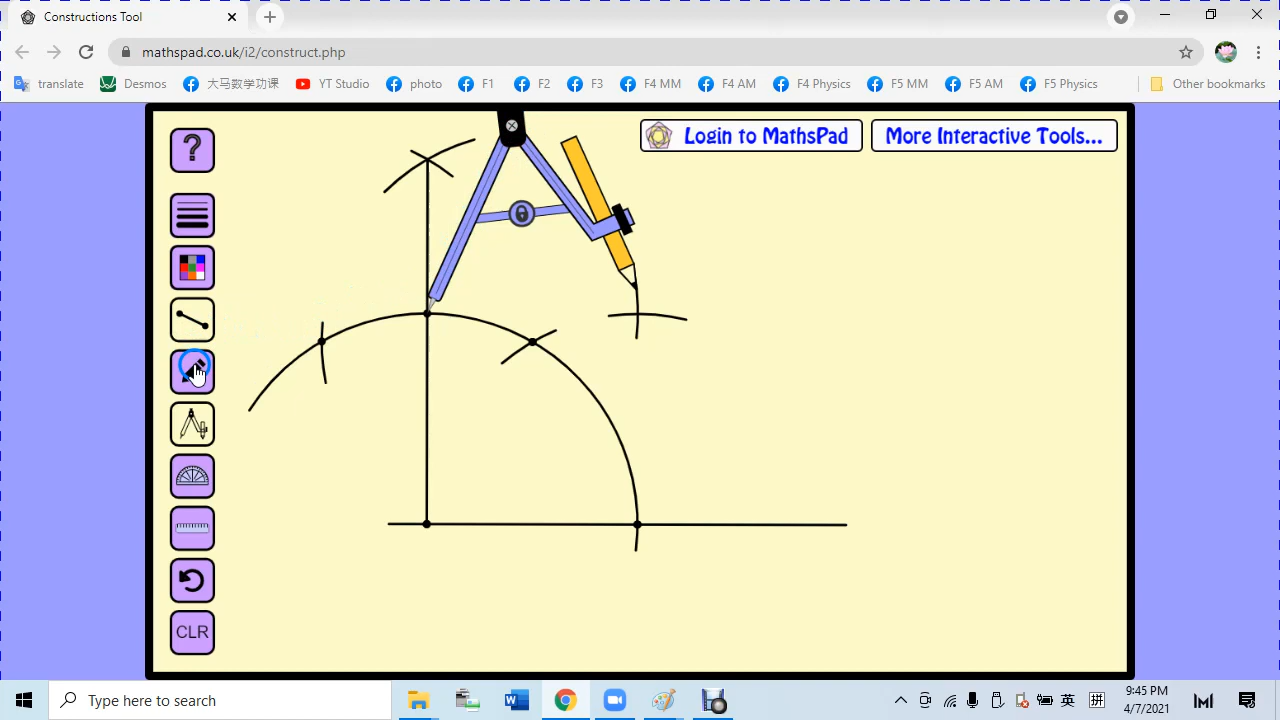 Constructions Tool
mathspad.co.uk/i2/construct.php
translate Desmos 大马数学功课 YT Studio photo F1 F2 F3 F4 MM F4 AM Physics F5 MM F5 AM F5 Physics Other bookmarks
?
Login to MathsPad More Interactive Tools...
CLR
Type here to search
英 拼
9:45 PM
4/7/2021